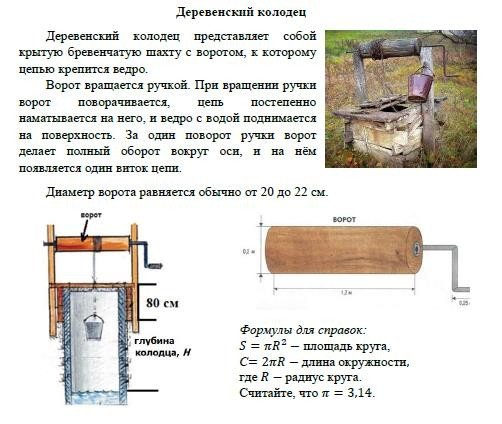 Деревенский колодец
Деревенский колодец представляет собой
крытую бревенчатую шахту с воротом, к которому
цепью крепится ведро.
Ворот вращается ручкой. При вращении ручки
ворот поворачивается, цепь постепенно
наматывается на него, и ведро с водой поднимается
на поверхность. За один поворот ручки ворот
делает полный оборот вокруг оси, и на нём
появляется один виток цепи.
Диаметр ворота равняется обычно от 20 до 22 см.
ворот
80 см
глубина
колодца, H
ВОРОТ
0,2 м
1,2 м
0,25
Формулы для справок:
S = πR² − площадь круга,
C= 2πR − длина окружности,
где R − радиус круга.
Считайте, что π = 3,14.